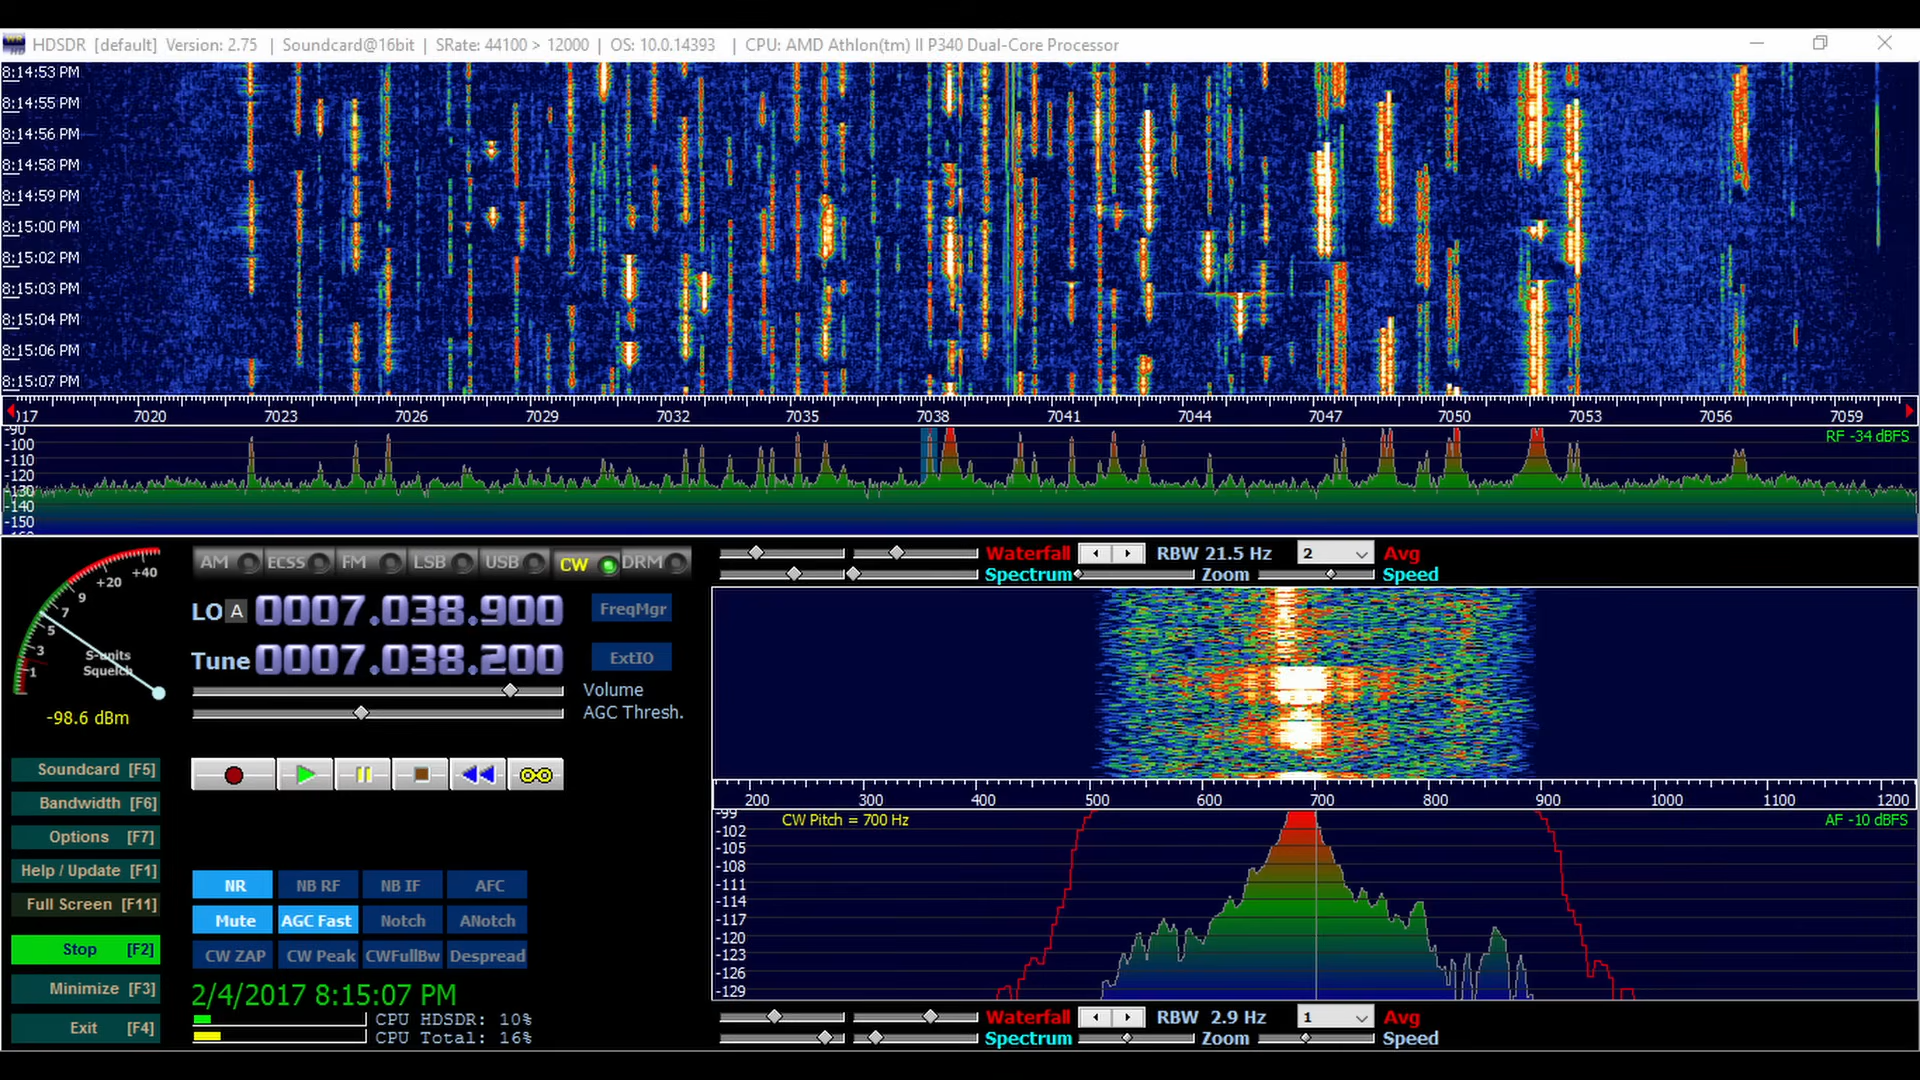 HDSDR [default] Version: 2.75 | Soundcard@16bit | SRate: 44100 > 12000 | OS: 10.0.14393 | CPU: AMD Athlon(tm) II P340 Dual-Core Processor
8:14:53 PM
8:14:55 PM
8:14:56 PM
8:14:58 PM
8:14:59 PM
8:15:00 PM
8:15:02 PM
8:15:03 PM
8:15:04 PM
8:15:06 PM
8:15:07 PM
017 7020 7023 7026 7029 7032 7035 7038 7041 7044 7047 7050 7053 7056 7059
-90
-100
-110
-120
-130
-140
-150
RF -34 dBFS
1 3 5 7 9 +20 +40
S-units
Squelch
-98.6 dBm
AM ECSS FM LSB USB CW DRM
LO A 0007.038.900 FreqMgr
Tune 0007.038.200 ExtIO
Volume
AGC Thresh.
Soundcard [F5]
Bandwidth [F6]
Options [F7]
Help / Update [F1]
Full Screen [F11]
Stop [F2]
Minimize [F3]
Exit [F4]
NR NB RF NB IF AFC
Mute AGC Fast Notch ANotch
CW ZAP CW Peak CWFullBw Despread
2/4/2017 8:15:07 PM
CPU HDSDR: 10%
CPU Total: 16%
Waterfall RBW 21.5 Hz 2 Avg
Spectrum Zoom Speed
200 300 400 500 600 700 800 900 1000 1100 1200
CW Pitch = 700 Hz
AF -10 dBFS
-99
-102
-105
-108
-111
-114
-117
-120
-123
-126
-129
Waterfall RBW 2.9 Hz 1 Avg
Spectrum Zoom Speed